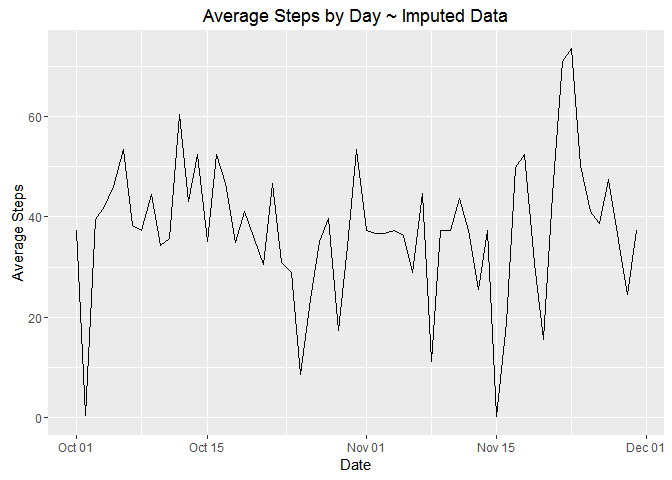 Average Steps by Day ~ Imputed Data
Average Steps
60
40
20
0
Oct 01 Oct 15 Nov 01 Nov 15 Dec 01
Date